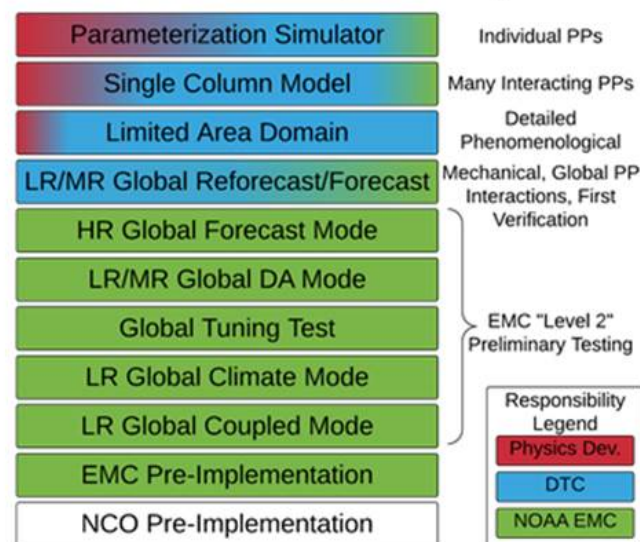 Parameterization Simulator
Individual PPs
Single Column Model
Many Interacting PPs
Limited Area Domain
Detailed
Phenomenological
LR/MR Global Reforecast/Forecast
Mechanical, Global PP
Interactions, First
Verification
HR Global Forecast Mode
LR/MR Global DA Mode
Global Tuning Test
LR Global Climate Mode
LR Global Coupled Mode
EMC "Level 2"
Preliminary Testing
EMC Pre-Implementation
NCO Pre-Implementation
Responsibility
Legend
Physics Dev.
DTC
NOAA EMC